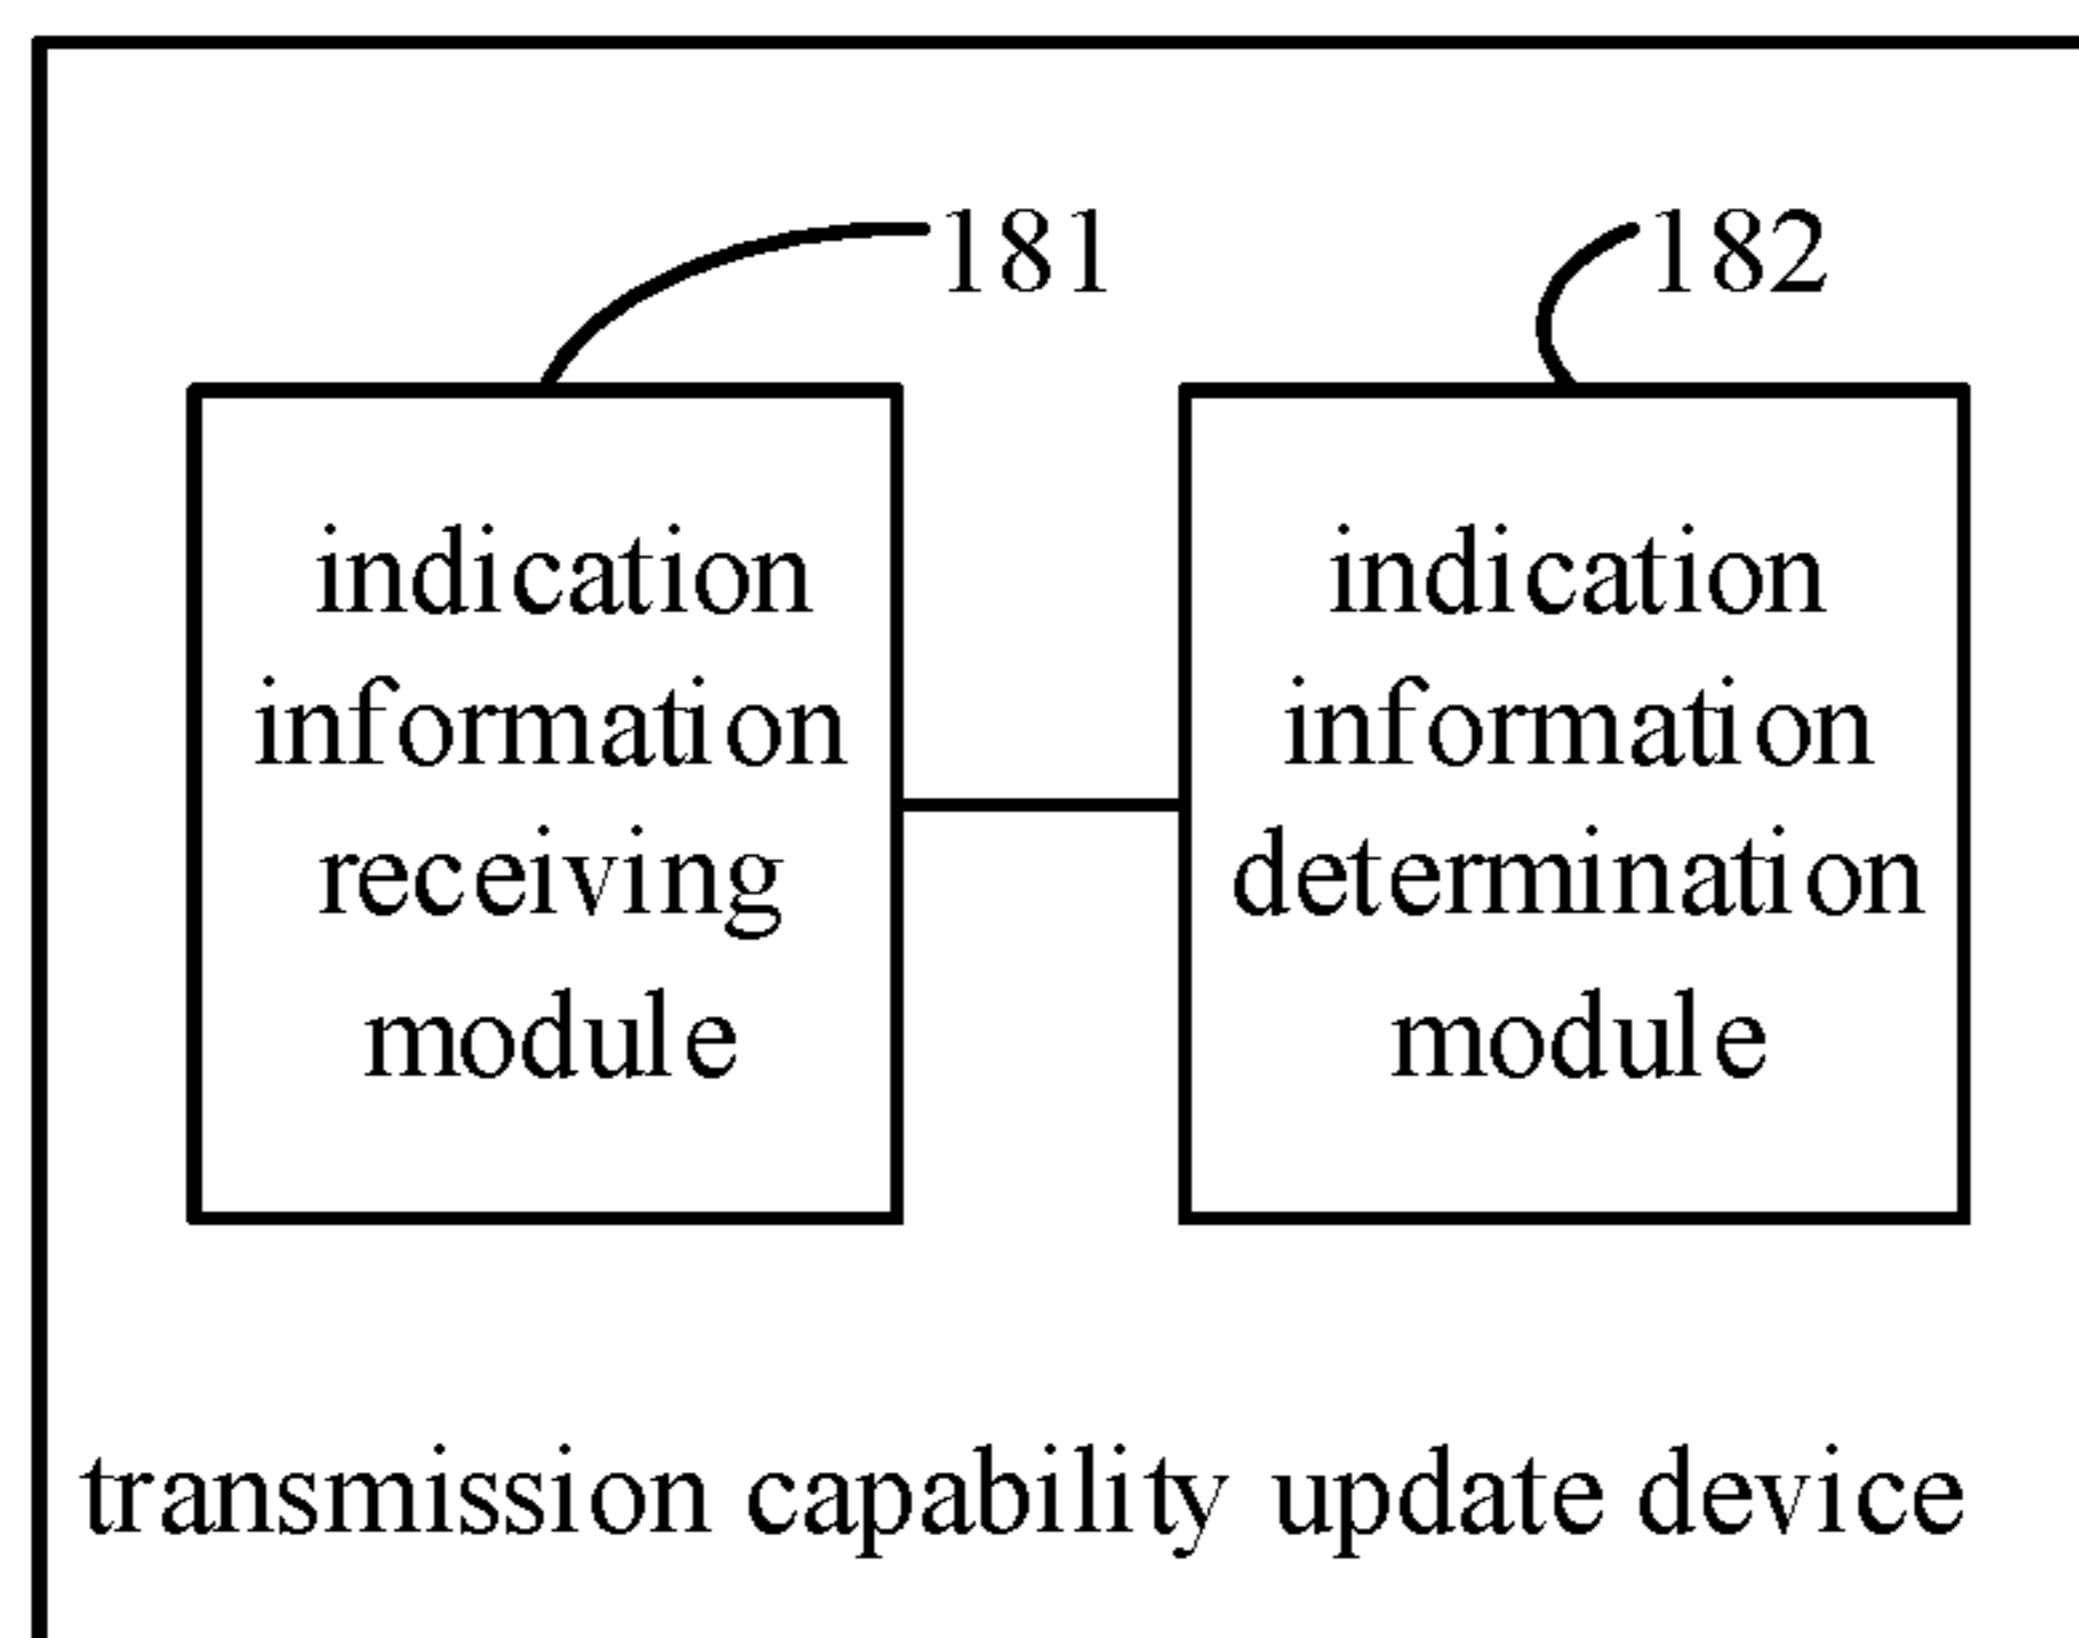 181
182
indication
information
receiving
module
indication
information
determination
module
transmission capability update device